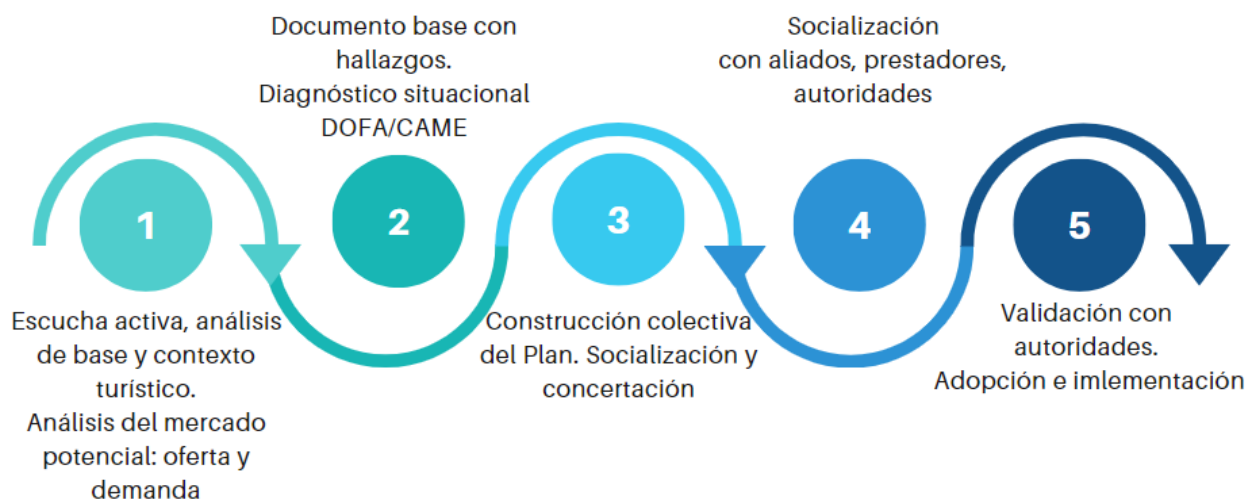 1
Escucha activa, análisis
de base y contexto
turístico.
Análisis del mercado
potencial: oferta y
demanda
Documento base con
hallazgos.
Diagnóstico situacional
DOFA/CAME
2
3
Construcción colectiva
del Plan. Socialización y
concertación
Socialización
con aliados, prestadores,
autoridades
4
5
Validación con
autoridades.
Adopción e imlementación